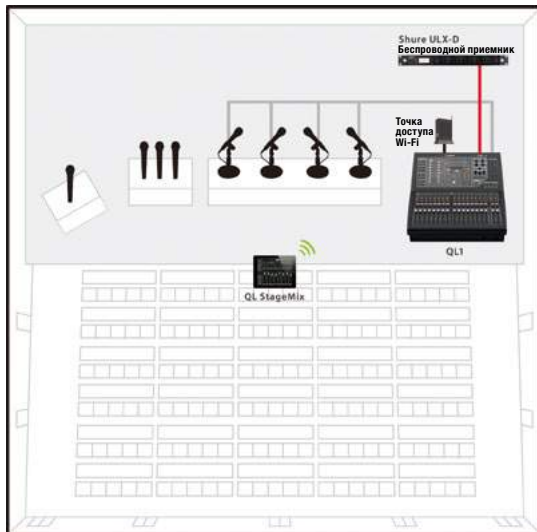 Shure ULX-D
Беспроводной приемник
Точка
доступа
Wi-Fi
QL1
QL StageMix